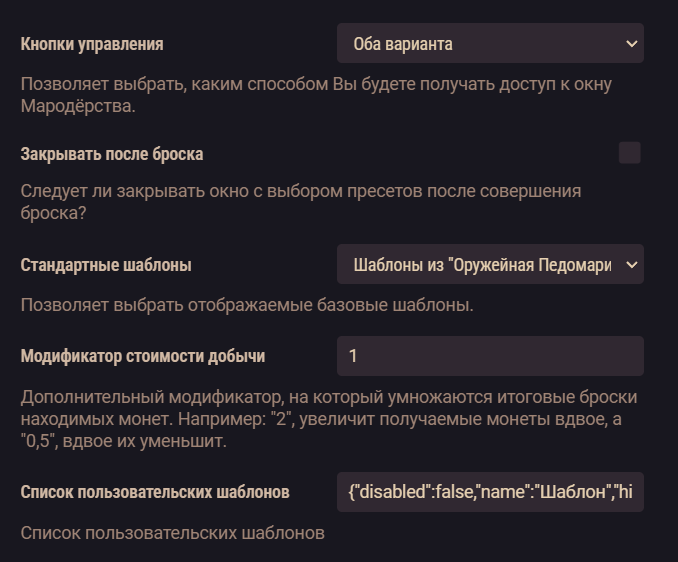 Кнопки управления
Оба варианта
Позволяет выбрать, каким способом Вы будете получать доступ к окну
Мародёрства.
Закрывать после броска
Следует ли закрывать окно с выбором пресетов после совершения
броска?
Стандартные шаблоны
Шаблоны из "Оружейная Педомари
Позволяет выбрать отображаемые базовые шаблоны.
Модификатор стоимости добычи
1
Дополнительный модификатор, на который умножаются итоговые броски
находимых монет. Например: "2", увеличит получаемые монеты вдвое, а
"0,5", вдвое их уменьшит.
Список пользовательских шаблонов
{"disabled":false,"name":"Шаблон","hi
Список пользовательских шаблонов